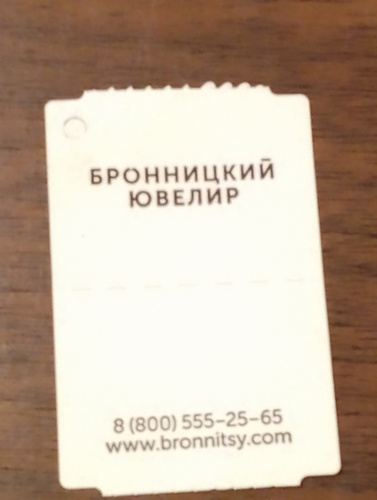 БРОННИЦКИЙ
ЮВЕЛИР
8 (800) 555-25-65
www.bronnitsy.com